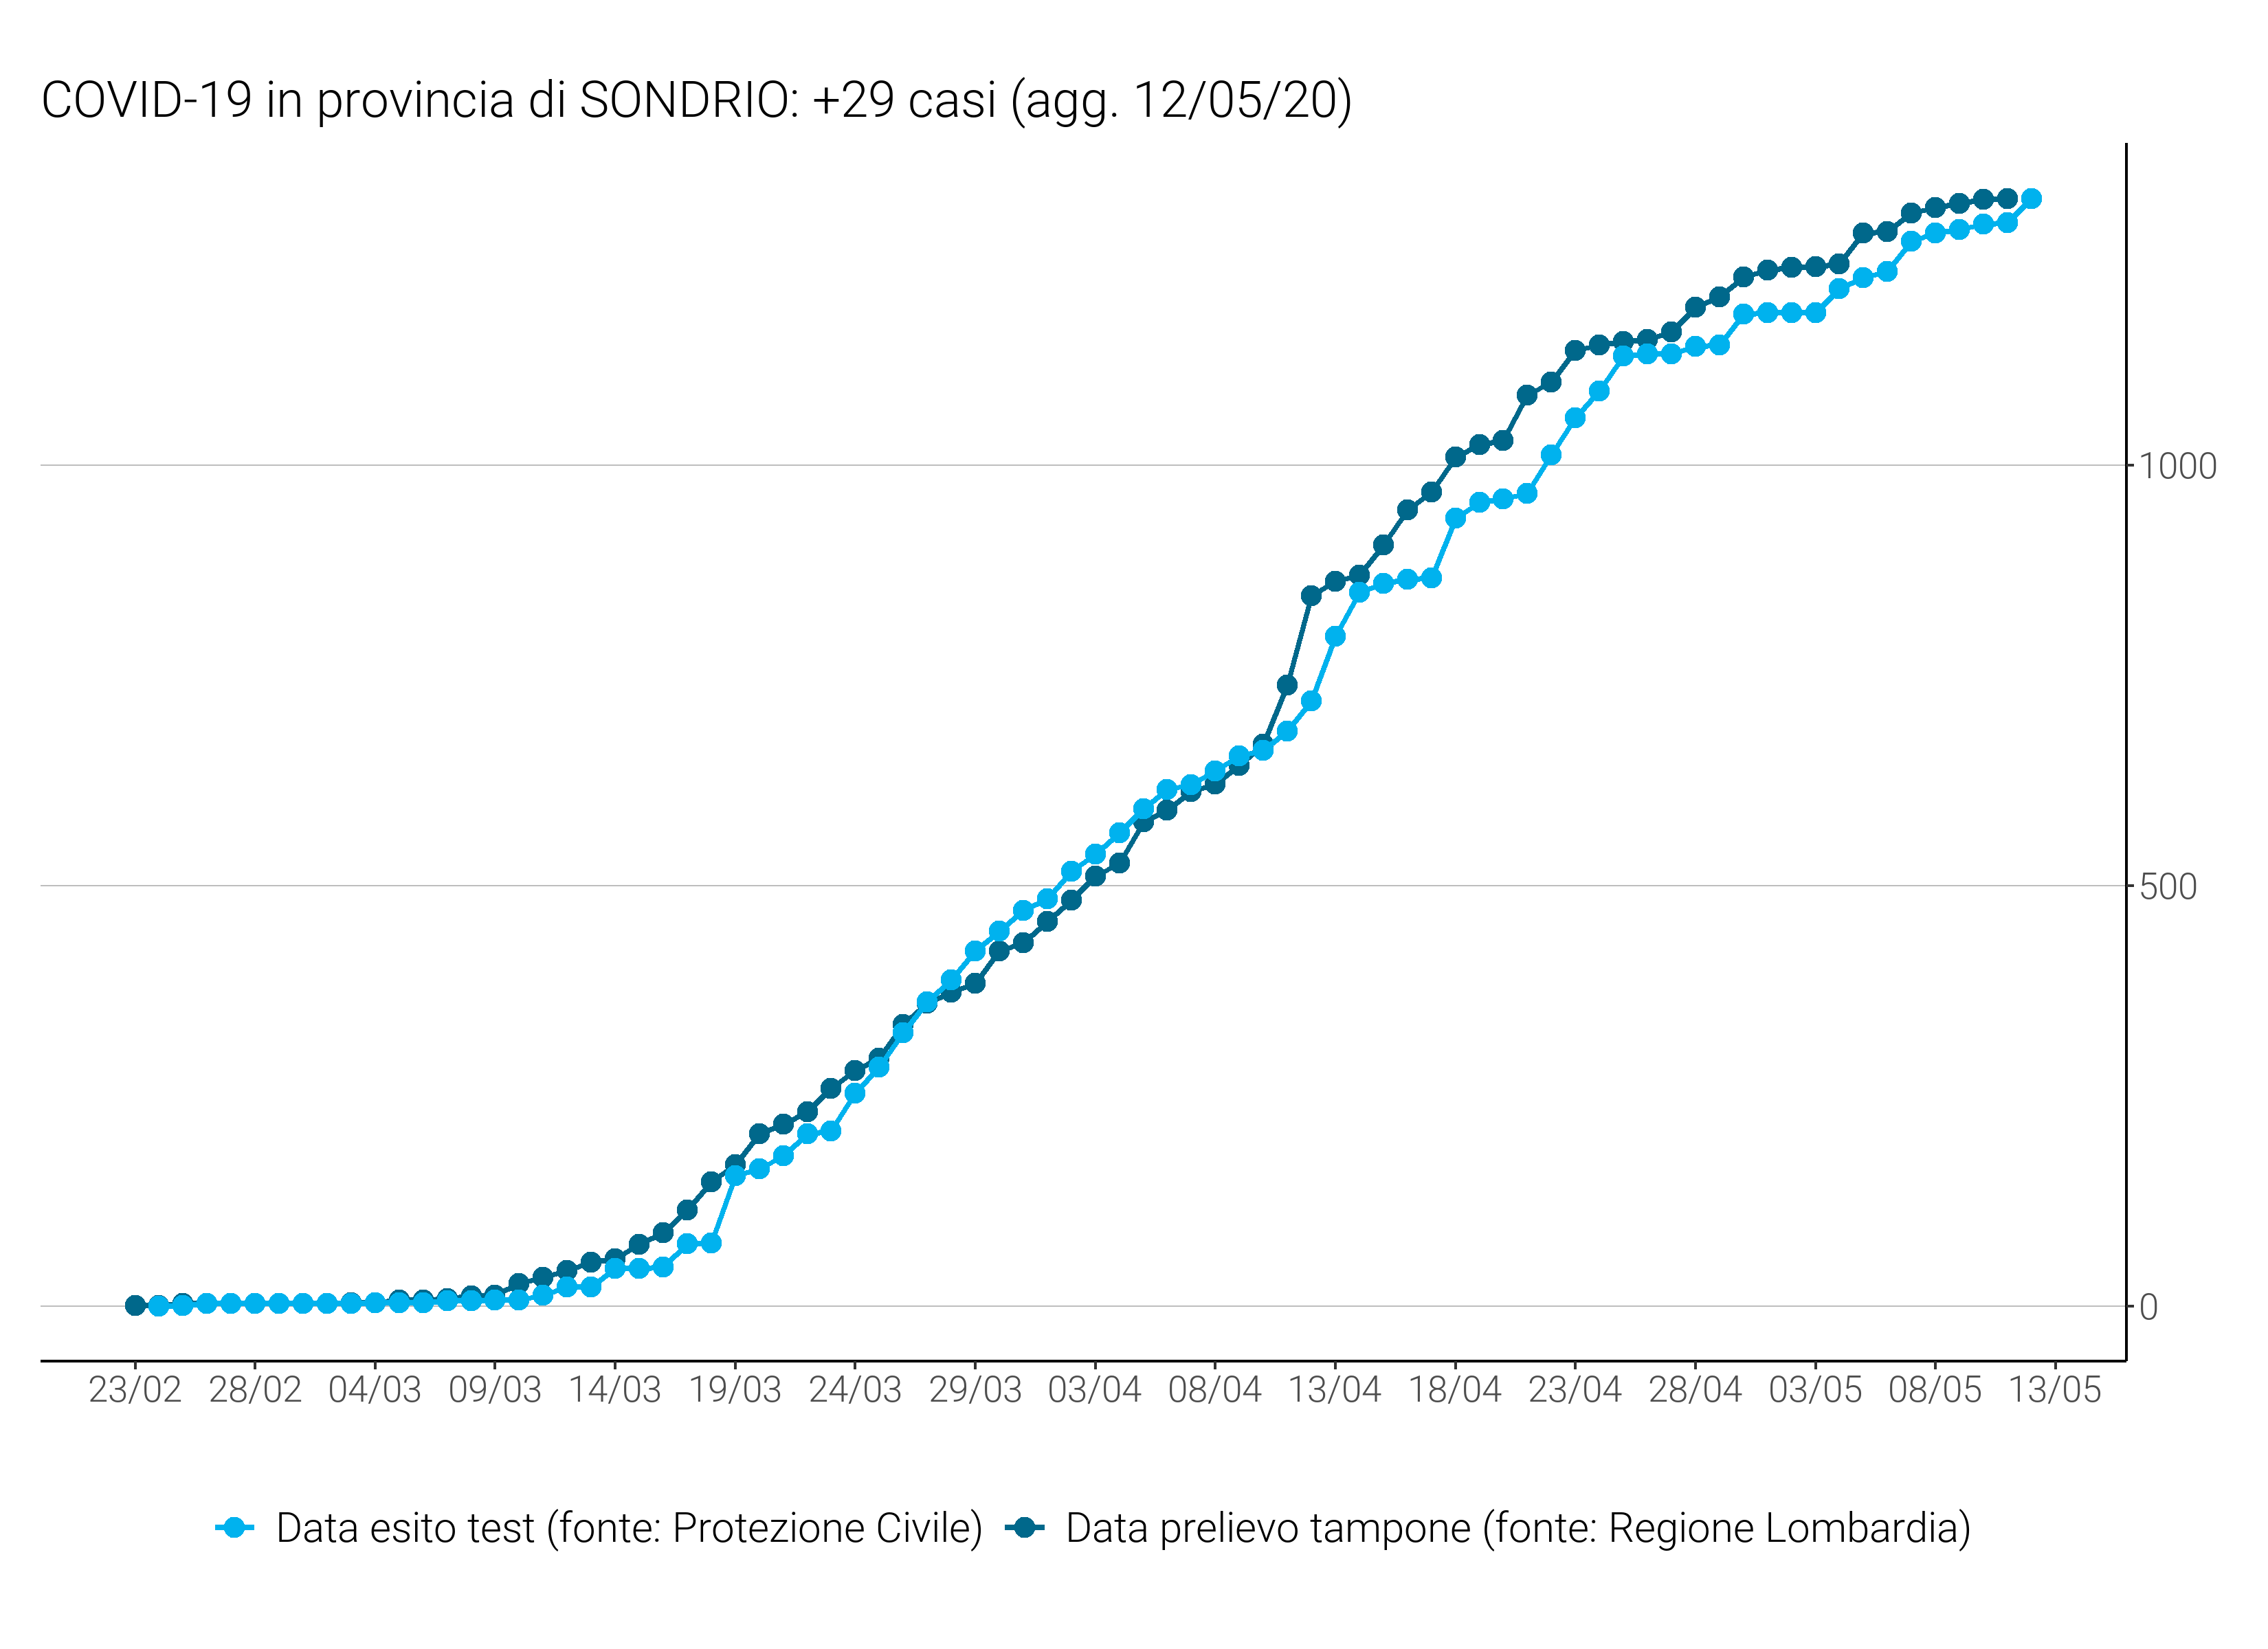 COVID-19 in provincia di SONDRIO: +29 casi (agg. 12/05/20)
1000
500
0
23/02 28/02 04/03 09/03 14/03 19/03 24/03 29/03 03/04 08/04 13/04 18/04 23/04 28/04 03/05 08/05 13/05
Data esito test (fonte: Protezione Civile) Data prelievo tampone (fonte: Regione Lombardia)